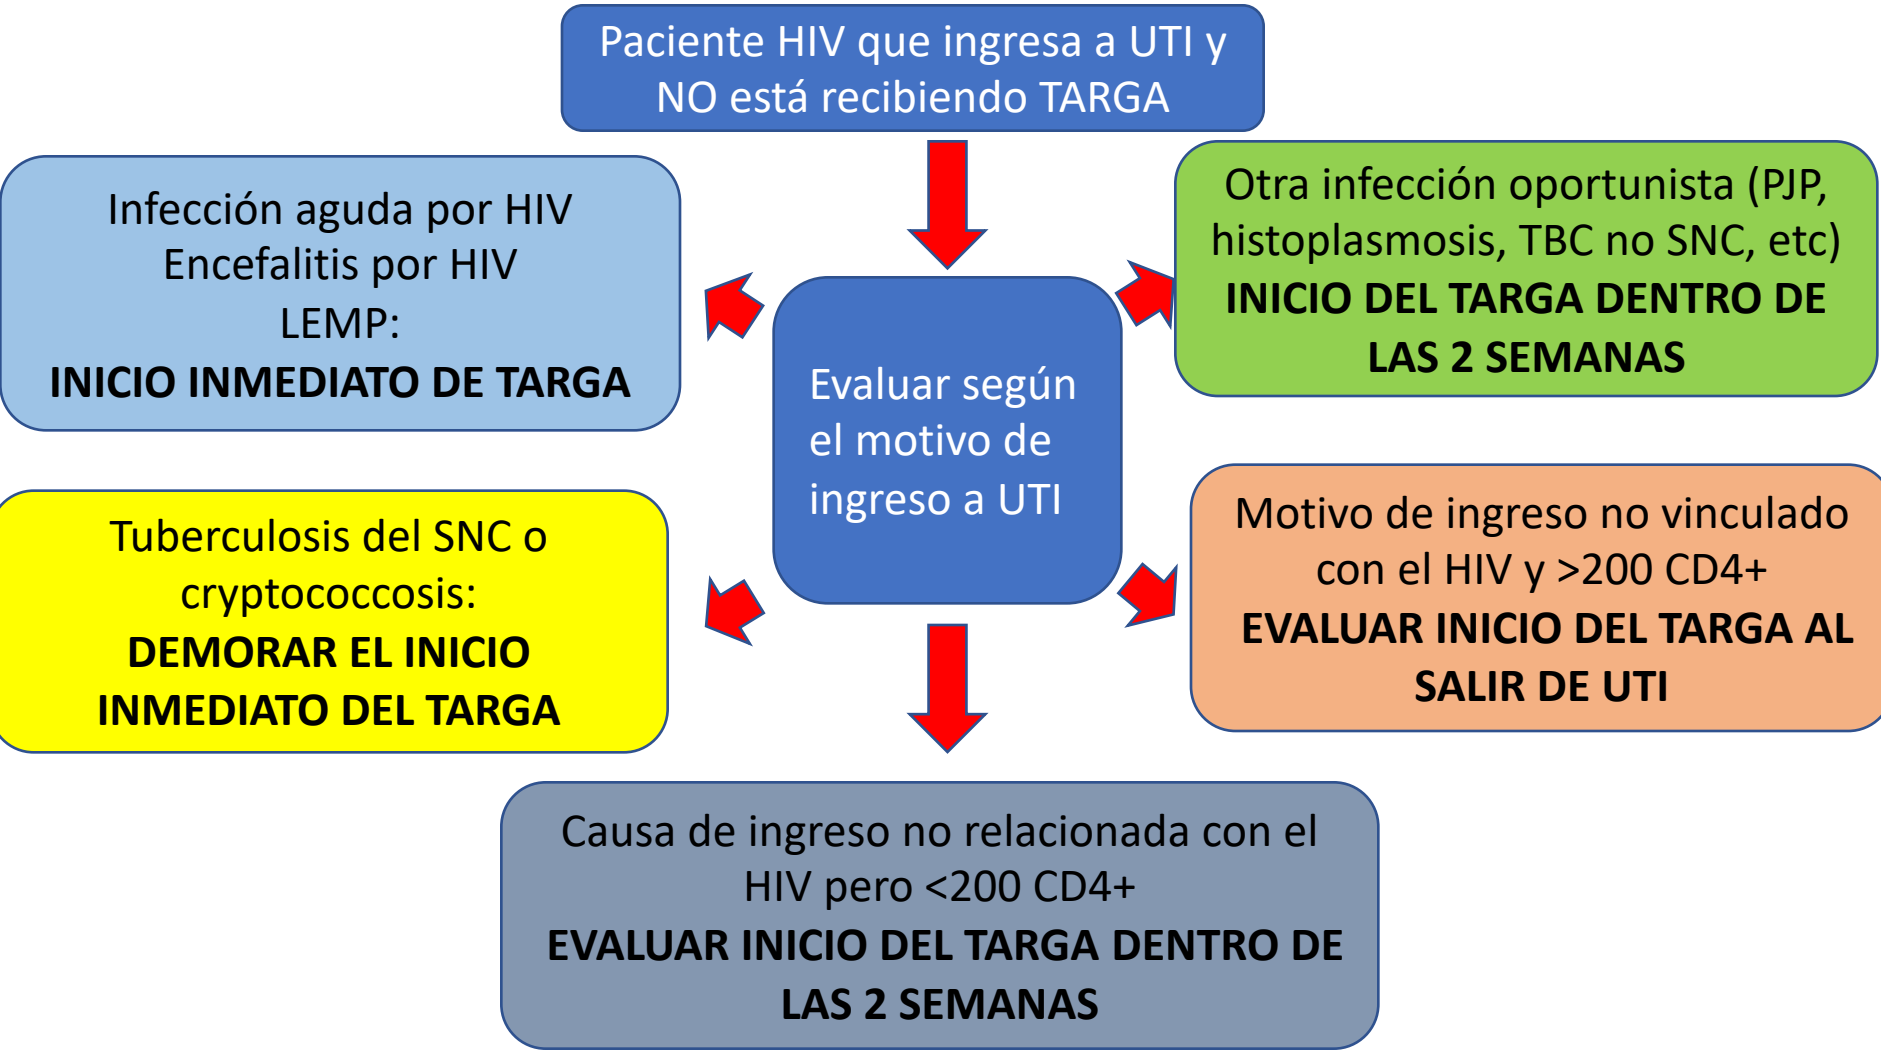 Paciente HIV que ingresa a UTI y
NO está recibiendo TARGA
Infección aguda por HIV
Encefalitis por HIV
LEMP:
INICIO INMEDIATO DE TARGA
Otra infección oportunista (PJP,
histoplasmosis, TBC no SNC, etc)
INICIO DEL TARGA DENTRO DE
LAS 2 SEMANAS
Evaluar según
el motivo de
ingreso a UTI
Tuberculosis del SNC o
cryptococcosis:
DEMORAR EL INICIO
INMEDIATO DEL TARGA
Motivo de ingreso no vinculado
con el HIV y >200 CD4+
EVALUAR INICIO DEL TARGA AL
SALIR DE UTI
Causa de ingreso no relacionada con el
HIV pero <200 CD4+
EVALUAR INICIO DEL TARGA DENTRO DE
LAS 2 SEMANAS